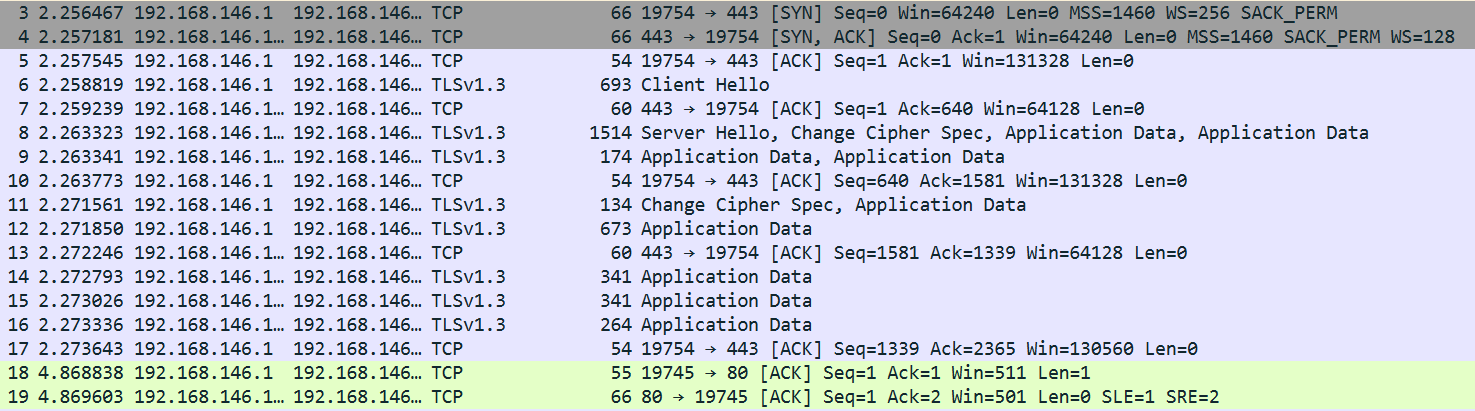 3 2.256467 192.168.146.1 192.168.146… TCP 66 19754 → 443 [SYN] Seq=0 Win=64240 Len=0 MSS=1460 WS=256 SACK_PERM
4 2.257181 192.168.146.1… 192.168.146… TCP 66 443 → 19754 [SYN, ACK] Seq=0 Ack=1 Win=64240 Len=0 MSS=1460 SACK_PERM WS=128
5 2.257545 192.168.146.1 192.168.146… TCP 54 19754 → 443 [ACK] Seq=1 Ack=1 Win=131328 Len=0
6 2.258819 192.168.146.1 192.168.146… TLSv1.3 693 Client Hello
7 2.259239 192.168.146.1… 192.168.146… TCP 60 443 → 19754 [ACK] Seq=1 Ack=640 Win=64128 Len=0
8 2.263323 192.168.146.1… 192.168.146… TLSv1.3 1514 Server Hello, Change Cipher Spec, Application Data, Application Data
9 2.263341 192.168.146.1… 192.168.146… TLSv1.3 174 Application Data, Application Data
10 2.263773 192.168.146.1 192.168.146… TCP 54 19754 → 443 [ACK] Seq=640 Ack=1581 Win=131328 Len=0
11 2.271561 192.168.146.1 192.168.146… TLSv1.3 134 Change Cipher Spec, Application Data
12 2.271850 192.168.146.1 192.168.146… TLSv1.3 673 Application Data
13 2.272246 192.168.146.1… 192.168.146… TCP 60 443 → 19754 [ACK] Seq=1581 Ack=1339 Win=64128 Len=0
14 2.272793 192.168.146.1… 192.168.146… TLSv1.3 341 Application Data
15 2.273026 192.168.146.1… 192.168.146… TLSv1.3 341 Application Data
16 2.273336 192.168.146.1… 192.168.146… TLSv1.3 264 Application Data
17 2.273643 192.168.146.1 192.168.146… TCP 54 19754 → 443 [ACK] Seq=1339 Ack=2365 Win=130560 Len=0
18 4.868838 192.168.146.1 192.168.146… TCP 55 19745 → 80 [ACK] Seq=1 Ack=1 Win=511 Len=1
19 4.869603 192.168.146.1… 192.168.146… TCP 66 80 → 19745 [ACK] Seq=1 Ack=2 Win=501 Len=0 SLE=1 SRE=2